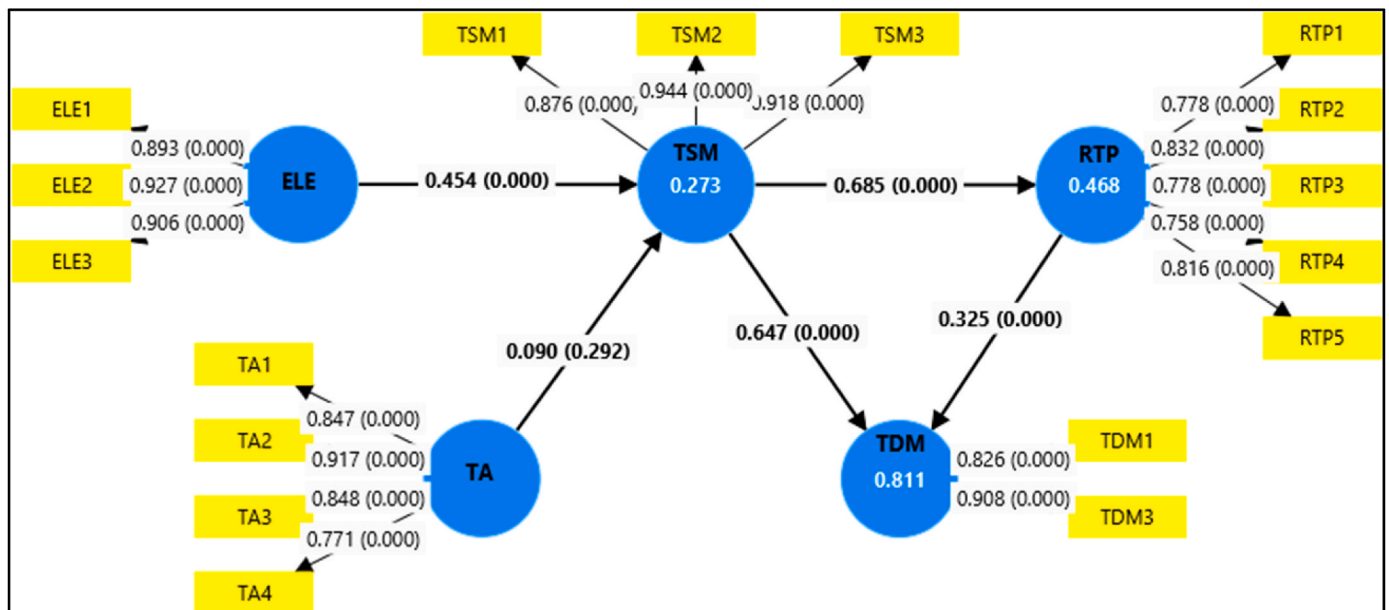 TSM1
TSM2
TSM3
RTP1
0.876 (0.000)
0.944 (0.000)
0.918 (0.000)
0.778 (0.000)
ELE1
RTP2
0.893 (0.000)
ELE
TSM
RTP
0.832 (0.000)
ELE2
0.927 (0.000)
0.454 (0.000)
0.273
0.685 (0.000)
0.468
0.778 (0.000)
RTP3
0.906 (0.000)
0.758 (0.000)
ELE3
0.816 (0.000)
RTP4
0.647 (0.000)
0.325 (0.000)
RTP5
0.090 (0.292)
TA1
0.847 (0.000)
TA2
0.917 (0.000)
TA
TDM
0.811
0.826 (0.000)
TDM1
TA3
0.848 (0.000)
0.908 (0.000)
TDM3
0.771 (0.000)
TA4